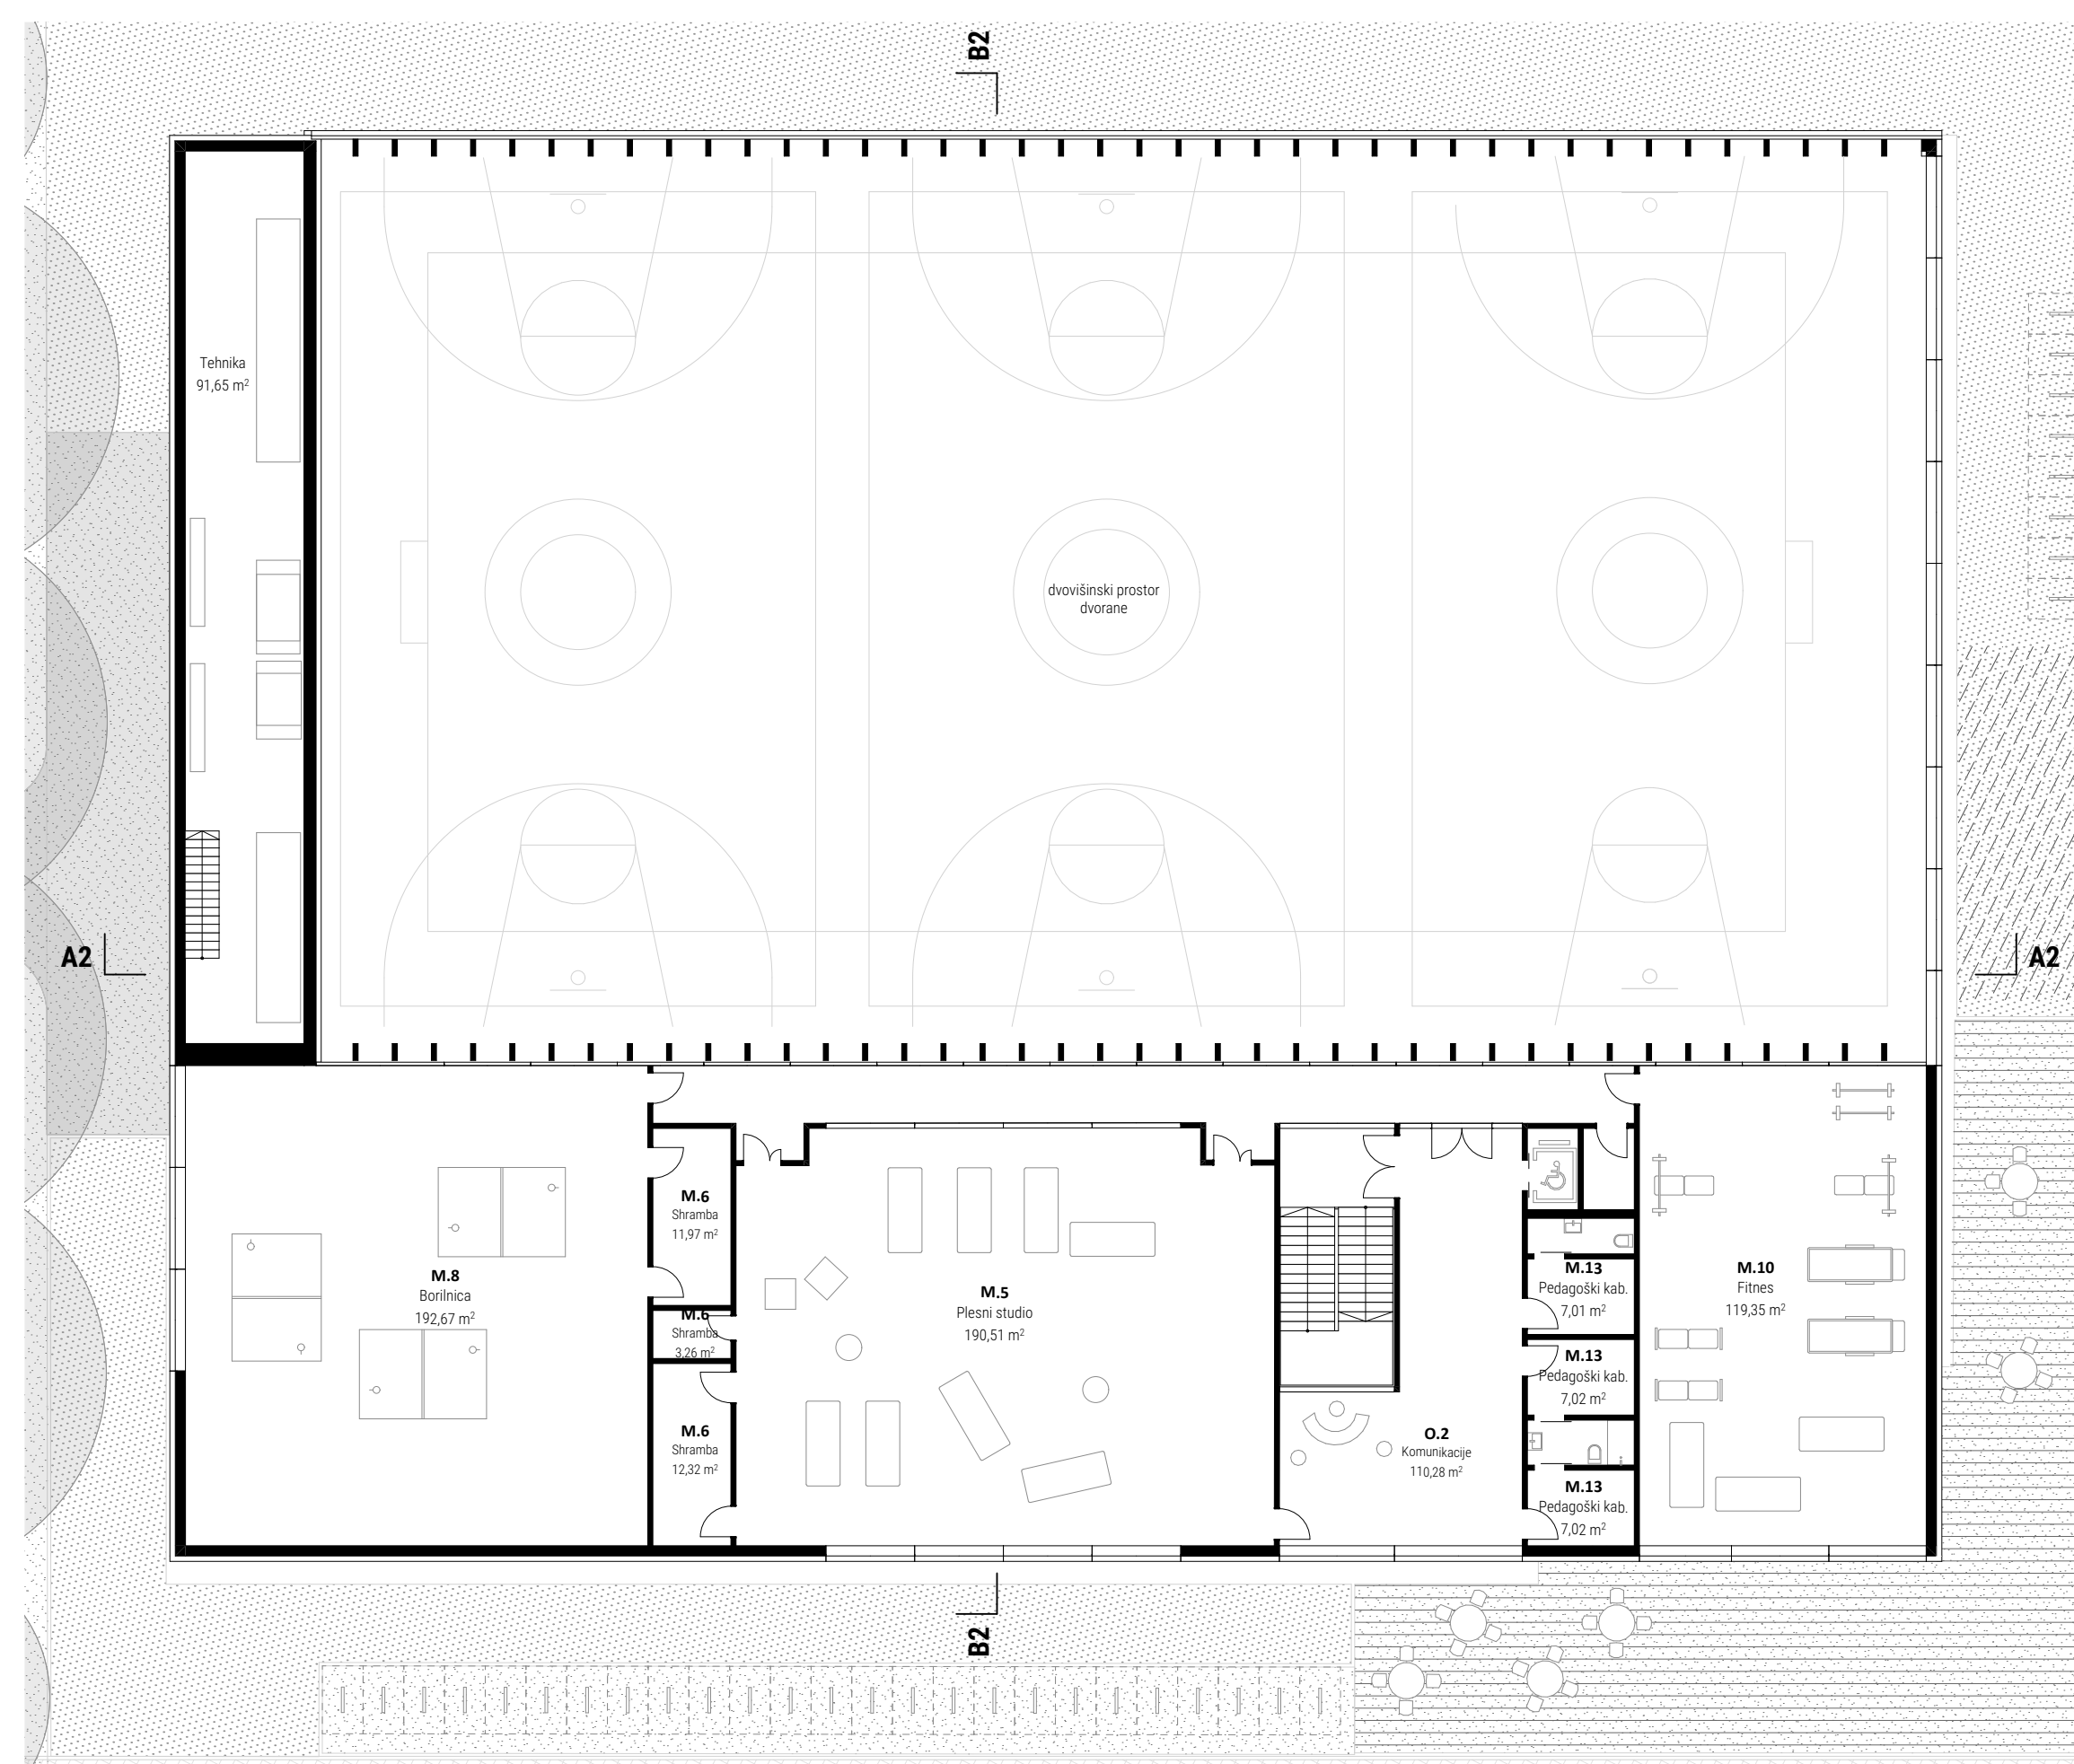 B2
Tehnika
91,65 m²
dvovišinski prostor
dvorane
A2
A2
M.6
Shramba
11,97 m²
M.8
Borilnica
192,67 m²
M.6
Shramba
3,26 m²
M.6
Shramba
12,32 m²
M.5
Plesni studio
190,51 m²
O.2
Komunikacije
110,28 m²
M.13
Pedagoški kab.
7,01 m²
M.13
Pedagoški kab.
7,02 m²
M.13
Pedagoški kab.
7,02 m²
M.10
Fitnes
119,35 m²
B2